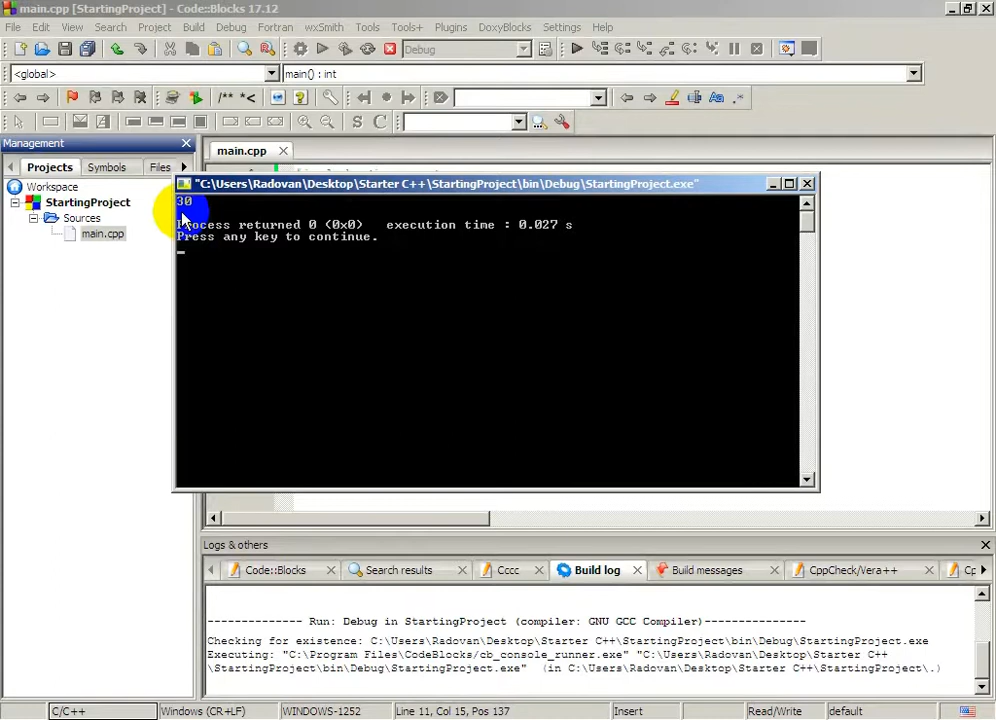 main.cpp [StartingProject] - Code::Blocks 17.12
File Edit View Search Project Build Debug Fortran wxSmith Tools Tools+ Plugins DoxyBlocks Settings Help
Debug
<global> main() : int
/** *<
S C
Management
Projects Symbols Files
main.cpp
Workspace
StartingProject
Sources
main.cpp
"C:\Users\Radovan\Desktop\Starter C++\StartingProject\bin\Debug\StartingProject.exe"
30
Process returned 0 (0x0) execution time : 0.027 s
Press any key to continue.
Logs & others
Code::Blocks Search results Cccc Build log Build messages CppCheck/Vera++ Cp
-------------- Run: Debug in StartingProject (compiler: GNU GCC Compiler)---------------
Checking for existence: C:\Users\Radovan\Desktop\Starter C++\StartingProject\bin\Debug\StartingProject.exe
Executing: "C:\Program Files\CodeBlocks/cb_console_runner.exe" "C:\Users\Radovan\Desktop\Starter C++
\StartingProject\bin\Debug\StartingProject.exe" (in C:\Users\Radovan\Desktop\Starter C++\StartingProject\.)
C/C++ Windows (CR+LF) WINDOWS-1252 Line 11, Col 15, Pos 137 Insert Read/Write default